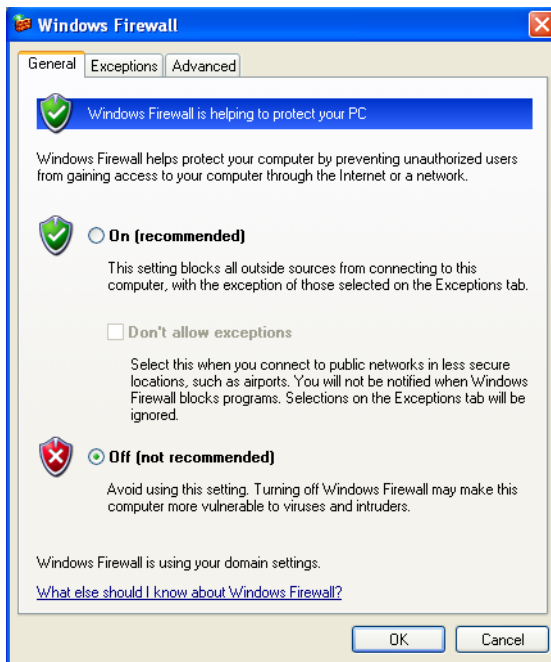 Windows Firewall
General Exceptions Advanced
Windows Firewall is helping to protect your PC
Windows Firewall helps protect your computer by preventing unauthorized users
from gaining access to your computer through the Internet or a network.
On (recommended)
This setting blocks all outside sources from connecting to this
computer, with the exception of those selected on the Exceptions tab.
Don't allow exceptions
Select this when you connect to public networks in less secure
locations, such as airports. You will not be notified when Windows
Firewall blocks programs. Selections on the Exceptions tab will be
ignored.
Off (not recommended)
Avoid using this setting. Turning off Windows Firewall may make this
computer more vulnerable to viruses and intruders.
Windows Firewall is using your domain settings.
What else should I know about Windows Firewall?
OK Cancel